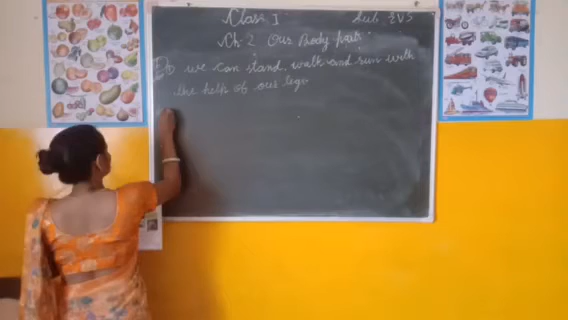 Class I Sub. EVS
Ch-2 Our Body Parts
we can stand, walk and run with
the help of our legs